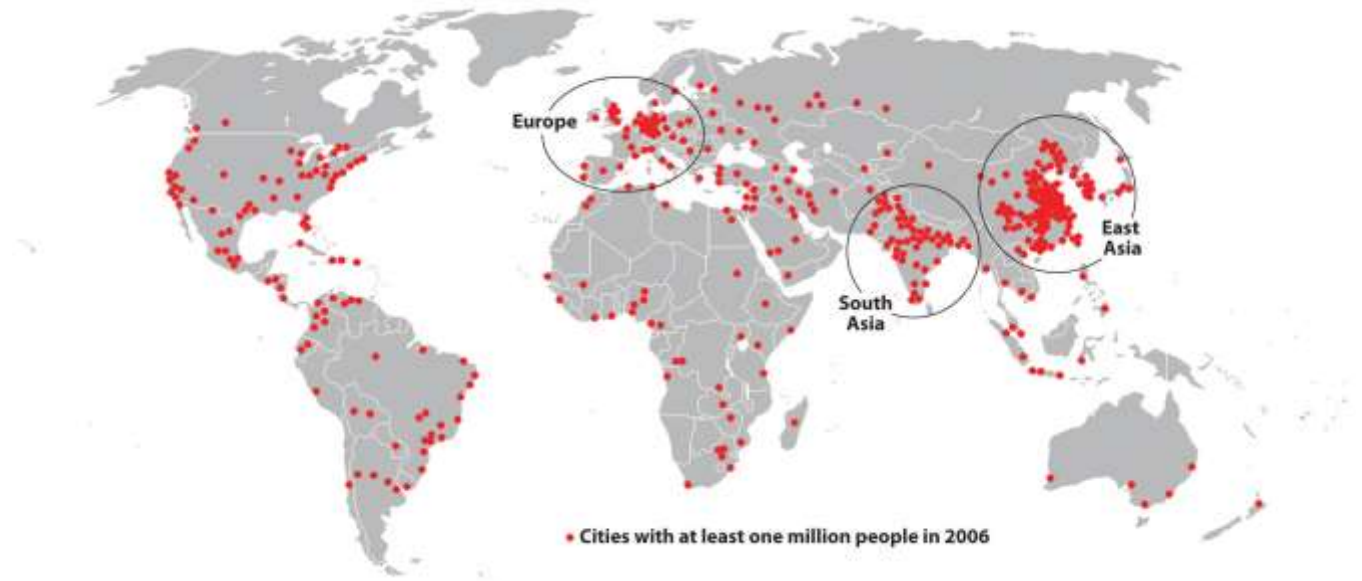 Europe
East
Asia
South
Asia
Cities with at least one million people in 2006